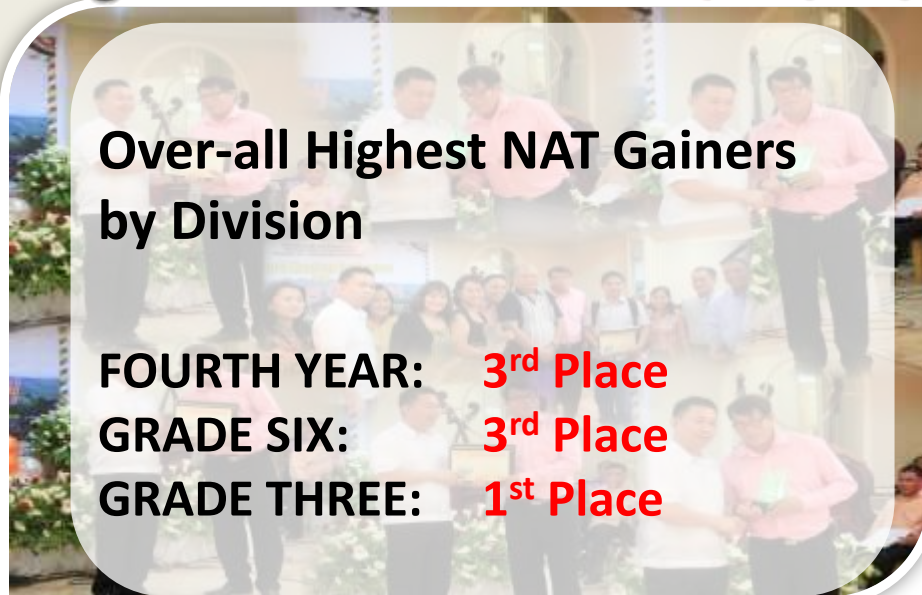 Over-all Highest NAT Gainers
by Division
FOURTH YEAR: 3rd Place
GRADE SIX: 3rd Place
GRADE THREE: 1st Place